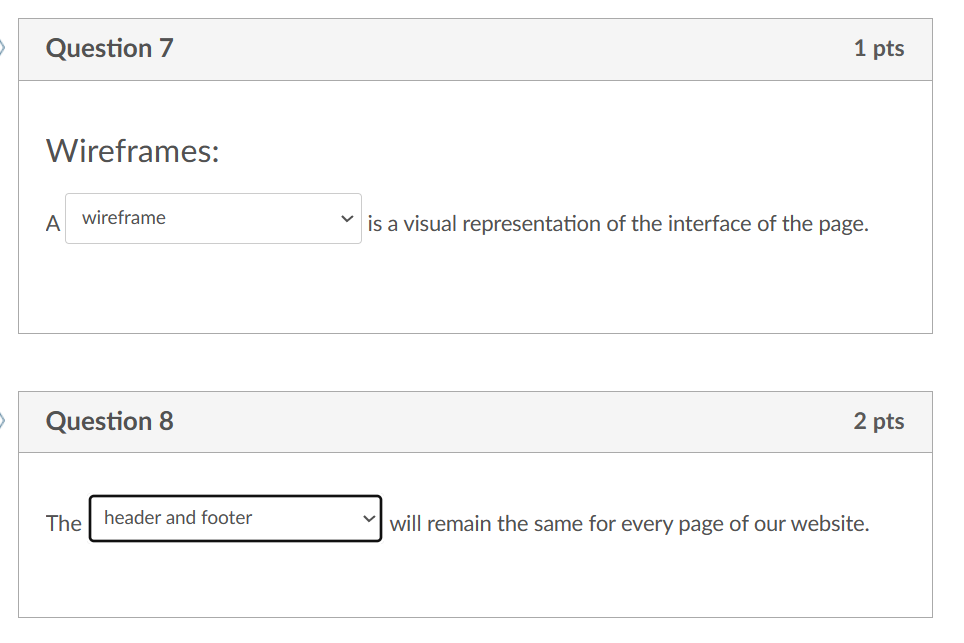 Question 7
1 pts
Wireframes:
A wireframe is a visual representation of the interface of the page.
Question 8
2 pts
The header and footer will remain the same for every page of our website.